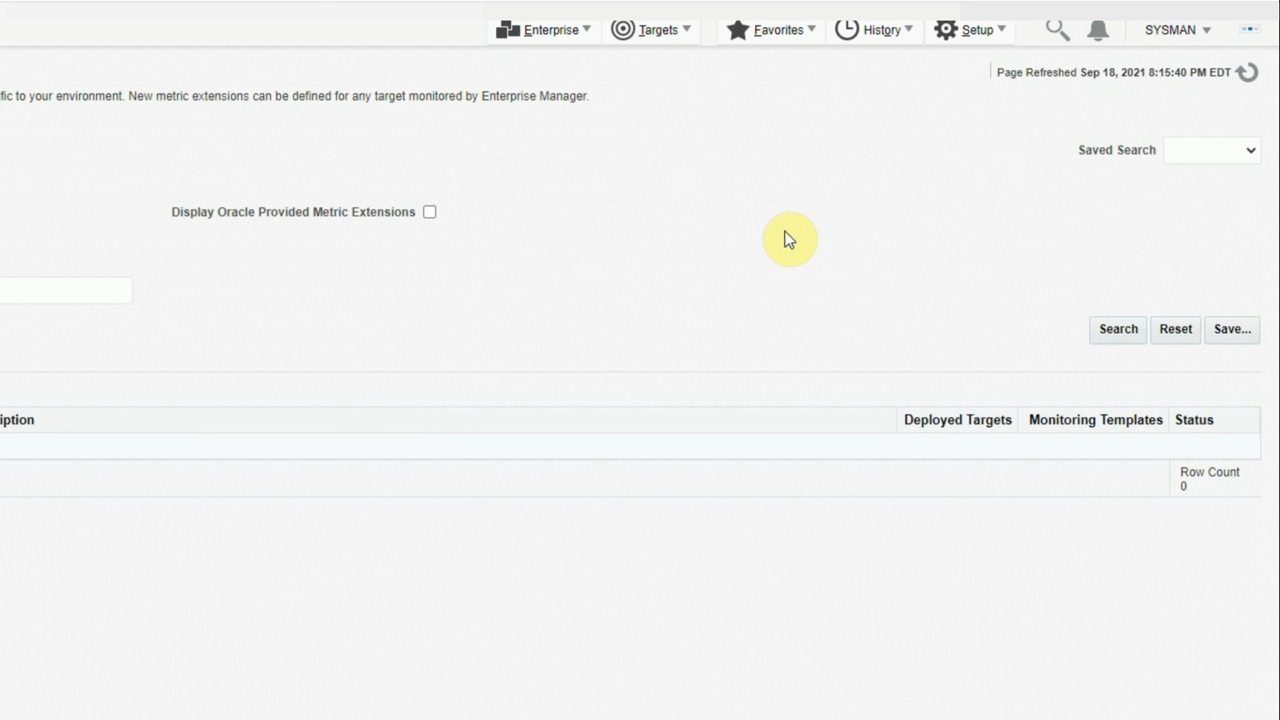 Enterprise Targets Favorites History Setup SYSMAN
Page Refreshed Sep 18, 2021 8:15:40 PM EDT
fic to your environment. New metric extensions can be defined for any target monitored by Enterprise Manager.
Saved Search
Display Oracle Provided Metric Extensions
Search Reset Save...
iption Deployed Targets Monitoring Templates Status
Row Count
0